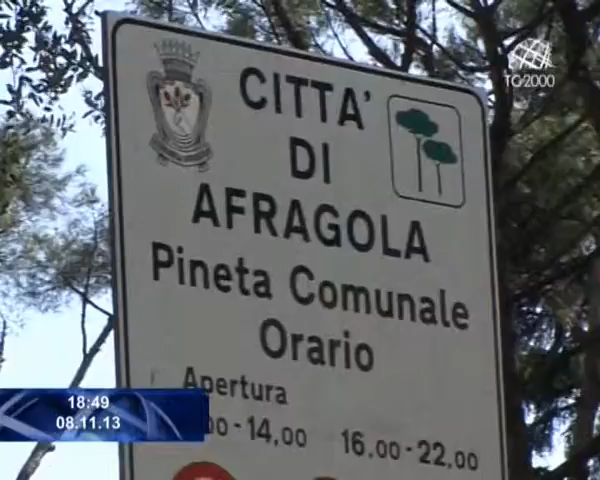 TG2000
CITTÀ'
DI
AFRAGOLA
Pineta Comunale
Orario
Apertura
00-14,00 16.00-22.00
18:49
08.11.13